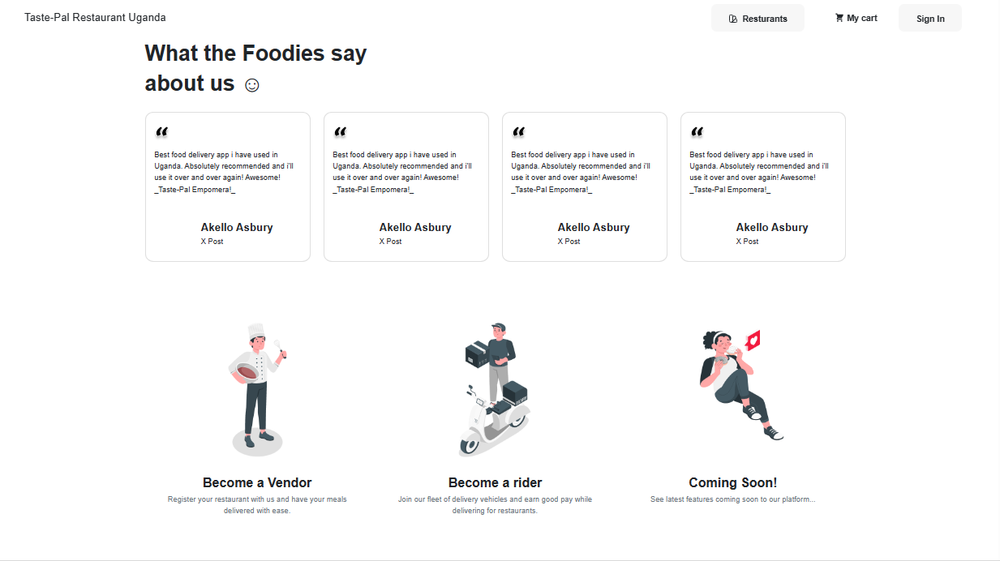 Taste-Pal Restaurant Uganda
Resturants
My cart
Sign In
What the Foodies say
about us ☺
“
Best food delivery app i have used in
Uganda. Absolutely recommended and i'll
use it over and over again! Awesome!
_Taste-Pal Empomera!_
Akello Asbury
X Post
“
Best food delivery app i have used in
Uganda. Absolutely recommended and i'll
use it over and over again! Awesome!
_Taste-Pal Empomera!_
Akello Asbury
X Post
“
Best food delivery app i have used in
Uganda. Absolutely recommended and i'll
use it over and over again! Awesome!
_Taste-Pal Empomera!_
Akello Asbury
X Post
“
Best food delivery app i have used in
Uganda. Absolutely recommended and i'll
use it over and over again! Awesome!
_Taste-Pal Empomera!_
Akello Asbury
X Post
Become a Vendor
Register your restaurant with us and have your meals
delivered with ease.
Become a rider
Join our fleet of delivery vehicles and earn good pay while
delivering for restaurants.
Coming Soon!
See latest features coming soon to our platform...